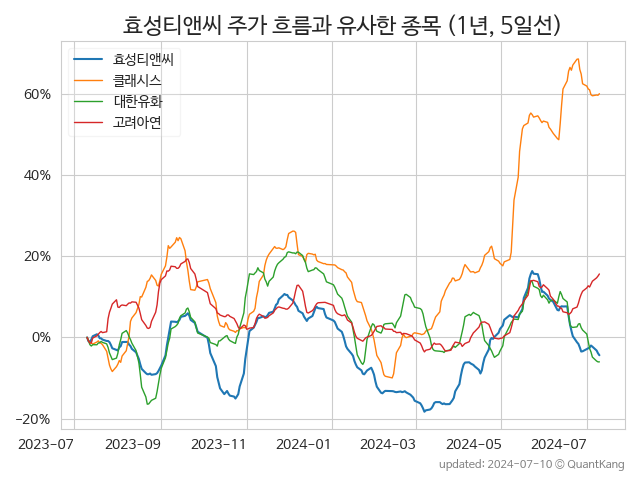 효성티앤씨 주가 흐름과 유사한 종목 (1년, 5일선)
효성티앤씨
클래시스
대한유화
고려아연
60%
40%
20%
0%
−20%
2023-07 2023-09 2023-11 2024-01 2024-03 2024-05 2024-07
updated: 2024-07-10 © QuantKang